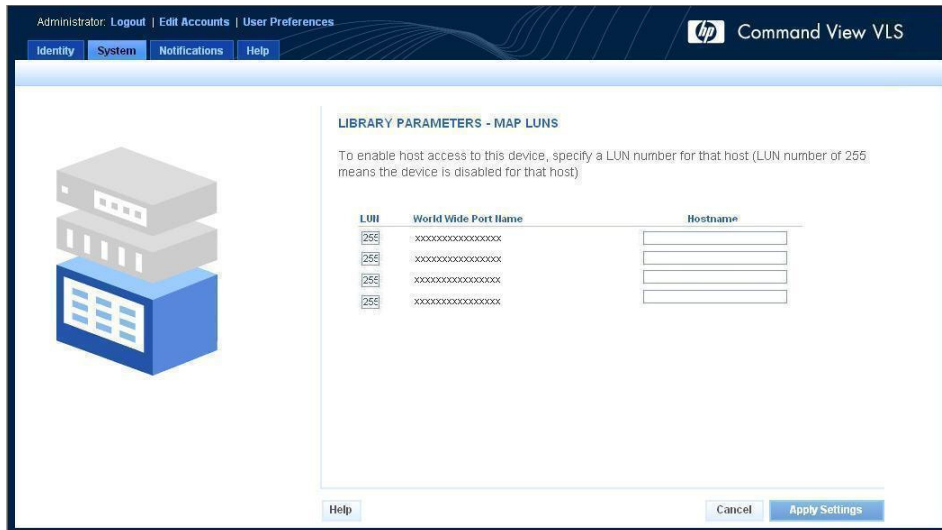 Administrator: Logout | Edit Accounts | User Preferences
hp Command View VLS
Identity System Notifications Help
LIBRARY PARAMETERS - MAP LUNS
To enable host access to this device, specify a LUN number for that host (LUN number of 255
means the device is disabled for that host)
LUN World Wide Port Name Hostname
255 xxxxxxxxxxxxxxxx
255 xxxxxxxxxxxxxxxx
255 xxxxxxxxxxxxxxxx
255 xxxxxxxxxxxxxxxx
Help Cancel Apply Settings